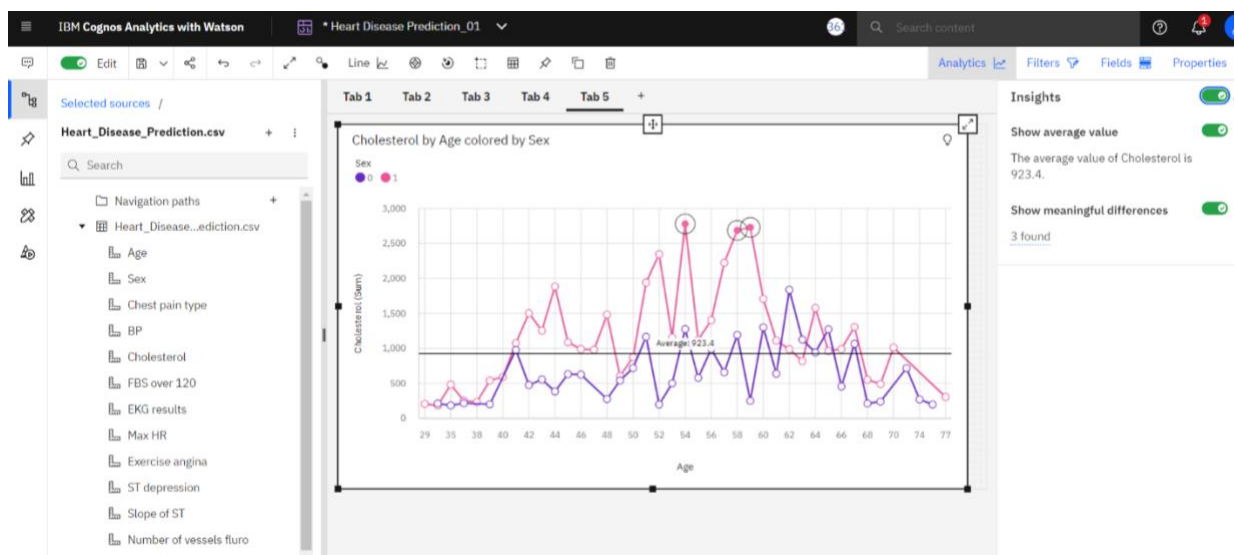 IBM Cognos Analytics with Watson
* Heart Disease Prediction_01
36
Search content
1
Edit
Line
Analytics
Filters
Fields
Properties
Selected sources /
Heart_Disease_Prediction.csv
Search
Navigation paths
Heart_Disease...ediction.csv
Age
Sex
Chest pain type
BP
Cholesterol
FBS over 120
EKG results
Max HR
Exercise angina
ST depression
Slope of ST
Number of vessels fluro
Tab 1 Tab 2 Tab 3 Tab 4 Tab 5 +
Cholesterol by Age colored by Sex
Sex
0 1
Cholesterol (Sum)
3,000
2,500
2,000
1,500
1,000
500
0
Average: 923.4
29 35 38 40 42 44 46 48 50 52 54 56 58 60 62 64 66 68 70 74 77
Age
Insights
Show average value
The average value of Cholesterol is
923.4.
Show meaningful differences
3 found